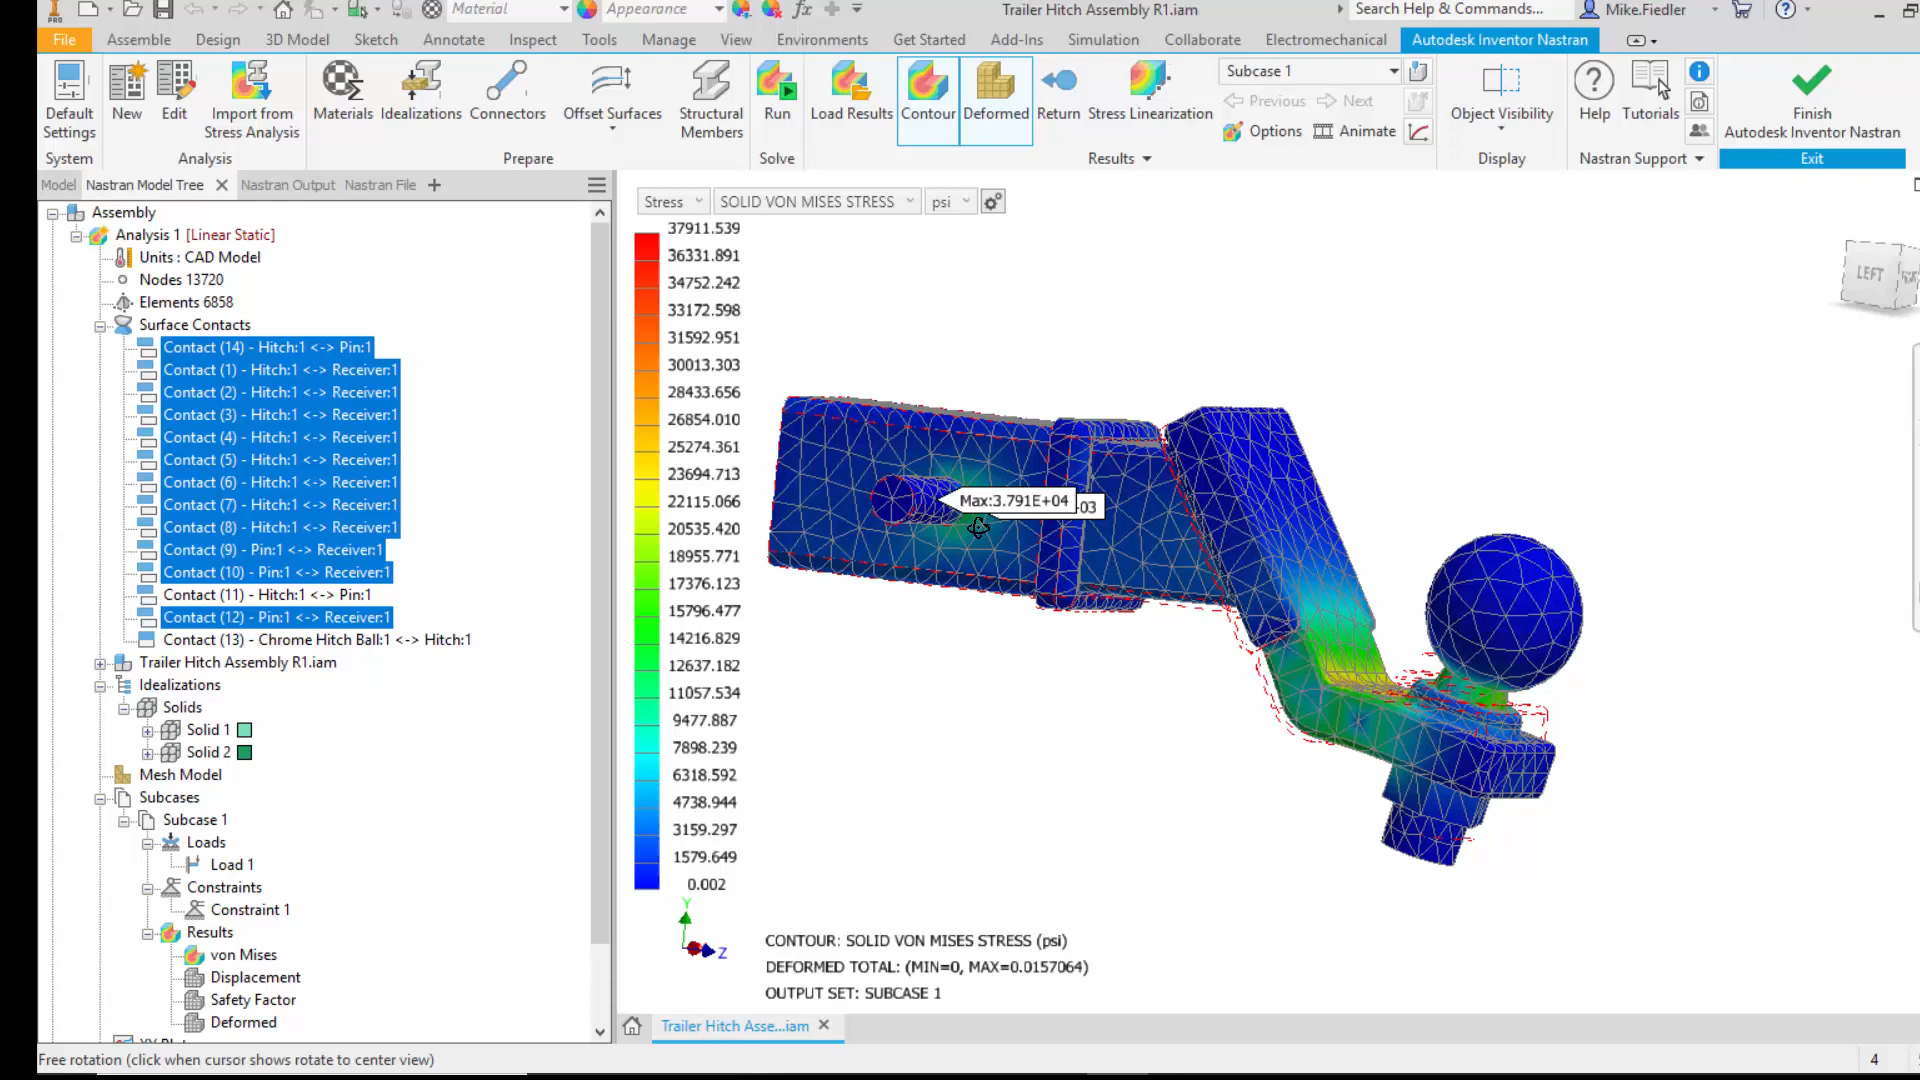 PRO
Material
Appearance
fx
Trailer Hitch Assembly R1.iam
Search Help & Commands...
Mike.Fiedler
File
Assemble
Design
3D Model
Sketch
Annotate
Inspect
Tools
Manage
View
Environments
Get Started
Add-Ins
Simulation
Collaborate
Electromechanical
Autodesk Inventor Nastran
Default Settings
New
Edit
Import from Stress Analysis
Materials
Idealizations
Connectors
Offset Surfaces
Structural Members
Run
Load Results
Contour
Deformed
Return
Stress Linearization
Subcase 1
Previous
Next
Options
Animate
Object Visibility
Help
Tutorials
Finish
Autodesk Inventor Nastran
System
Analysis
Prepare
Solve
Results
Display
Nastran Support
Exit
Model
Nastran Model Tree
Nastran Output
Nastran File
Assembly
Analysis 1 [Linear Static]
Units : CAD Model
Nodes 13720
Elements 6858
Surface Contacts
Contact (14) - Hitch:1 <-> Pin:1
Contact (1) - Hitch:1 <-> Receiver:1
Contact (2) - Hitch:1 <-> Receiver:1
Contact (3) - Hitch:1 <-> Receiver:1
Contact (4) - Hitch:1 <-> Receiver:1
Contact (5) - Hitch:1 <-> Receiver:1
Contact (6) - Hitch:1 <-> Receiver:1
Contact (7) - Hitch:1 <-> Receiver:1
Contact (8) - Hitch:1 <-> Receiver:1
Contact (9) - Pin:1 <-> Receiver:1
Contact (10) - Pin:1 <-> Receiver:1
Contact (11) - Hitch:1 <-> Pin:1
Contact (12) - Pin:1 <-> Receiver:1
Contact (13) - Chrome Hitch Ball:1 <-> Hitch:1
Trailer Hitch Assembly R1.iam
Idealizations
Solids
Solid 1
Solid 2
Mesh Model
Subcases
Subcase 1
Loads
Load 1
Constraints
Constraint 1
Results
von Mises
Displacement
Safety Factor
Deformed
Stress
SOLID VON MISES STRESS
psi
37911.539
36331.891
34752.242
33172.598
31592.951
30013.303
28433.656
26854.010
25274.361
23694.713
22115.066
20535.420
18955.771
17376.123
15796.477
14216.829
12637.182
11057.534
9477.887
7898.239
6318.592
4738.944
3159.297
1579.649
0.002
Max:3.791E+04
-03
LEFT
Y
Z
CONTOUR: SOLID VON MISES STRESS (psi)
DEFORMED TOTAL: (MIN=0, MAX=0.0157064)
OUTPUT SET: SUBCASE 1
Trailer Hitch Asse...iam
Free rotation (click when cursor shows rotate to center view)
4